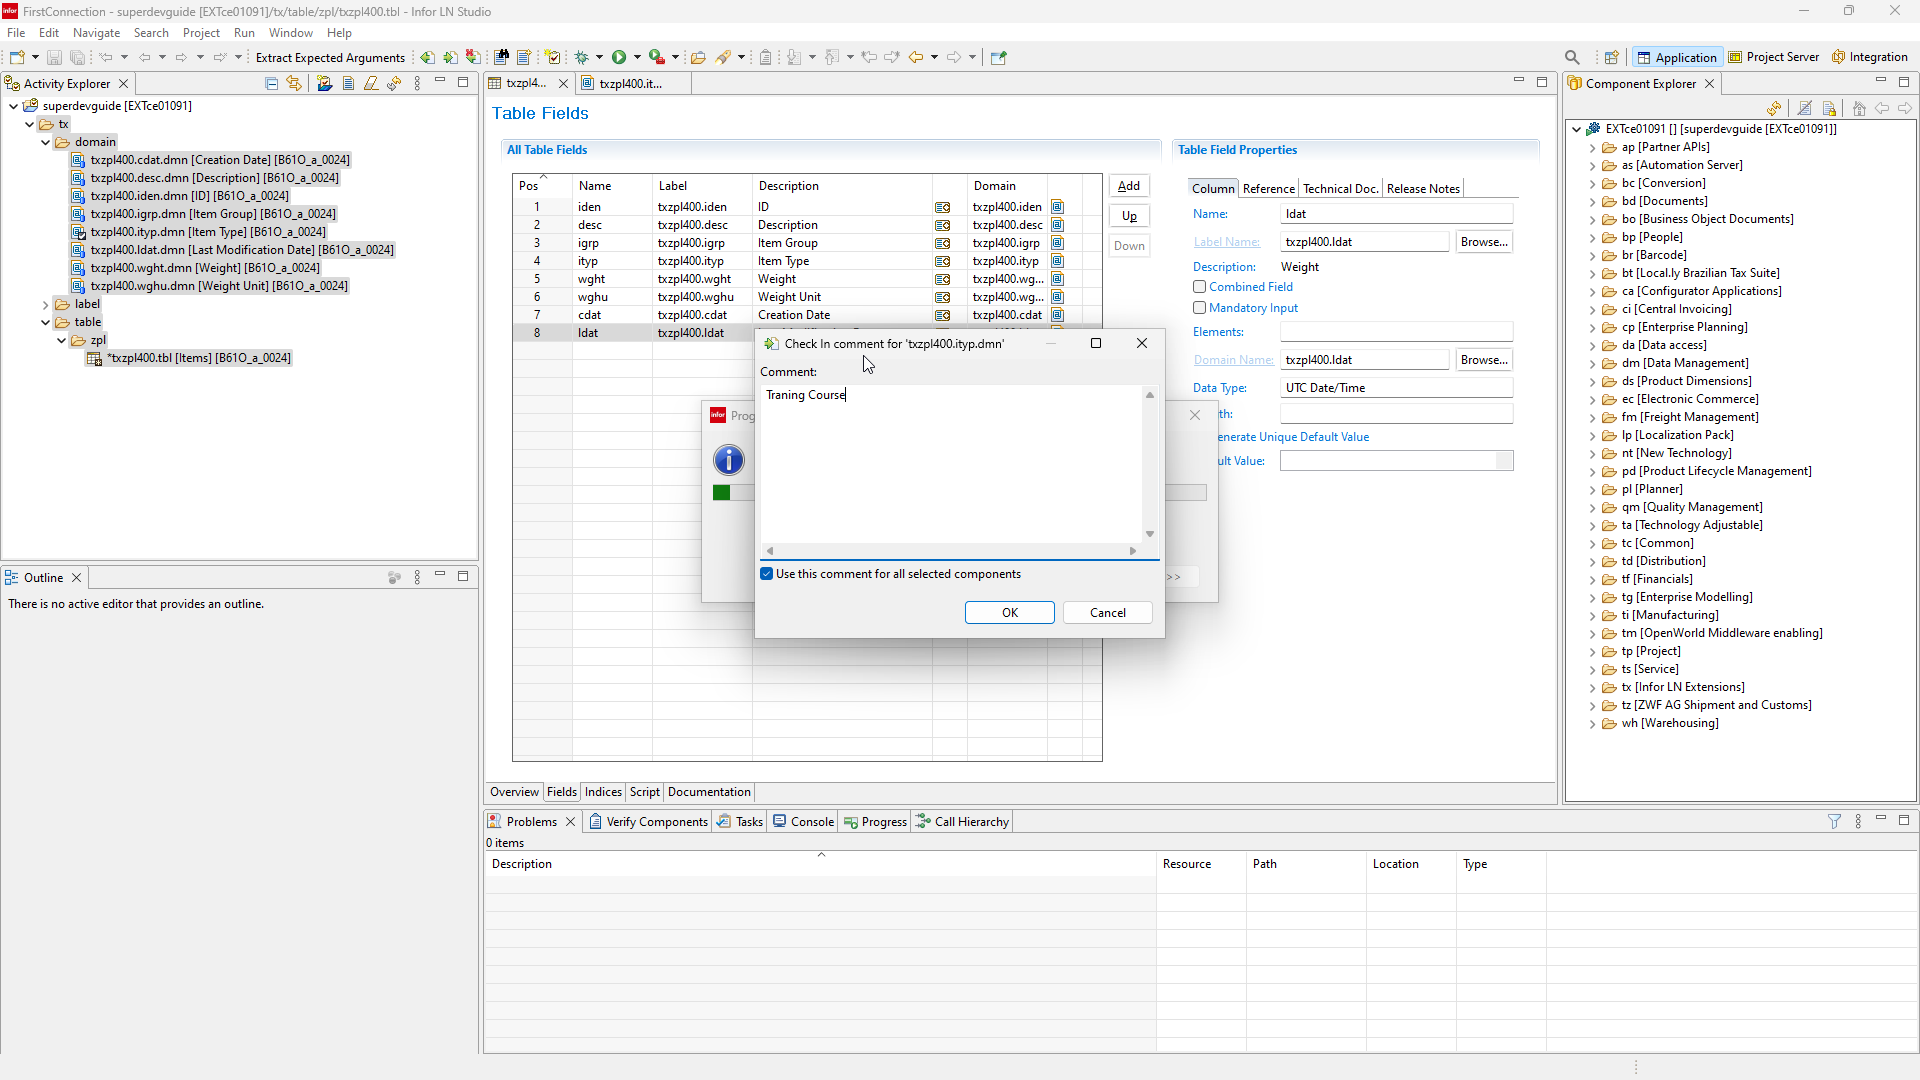 FirstConnection - superdevguide [EXTce01091]/tx/table/zpl/txzpl400.tbl - Infor LN Studio
File Edit Navigate Search Project Run Window Help
Extract Expected Arguments
Application Project Server Integration
Activity Explorer
superdevguide [EXTce01091]
tx
domain
txzpl400.cdat.dmn [Creation Date] [B61O_a_0024]
txzpl400.desc.dmn [Description] [B61O_a_0024]
txzpl400.iden.dmn [ID] [B61O_a_0024]
txzpl400.igrp.dmn [Item Group] [B61O_a_0024]
txzpl400.ityp.dmn [Item Type] [B61O_a_0024]
txzpl400.ldat.dmn [Last Modification Date] [B61O_a_0024]
txzpl400.wght.dmn [Weight] [B61O_a_0024]
txzpl400.wghu.dmn [Weight Unit] [B61O_a_0024]
label
table
zpl
*txzpl400.tbl [Items] [B61O_a_0024]
Outline
There is no active editor that provides an outline.
txzpl4... txzpl400.it...
Table Fields
All Table Fields
Pos Name Label Description Domain
1 iden txzpl400.iden ID txzpl400.iden
2 desc txzpl400.desc Description txzpl400.desc
3 igrp txzpl400.igrp Item Group txzpl400.igrp
4 ityp txzpl400.ityp Item Type txzpl400.ityp
5 wght txzpl400.wght Weight txzpl400.wg...
6 wghu txzpl400.wghu Weight Unit txzpl400.wg...
7 cdat txzpl400.cdat Creation Date txzpl400.cdat
8 ldat txzpl400.ldat
Add
Up
Down
Table Field Properties
Column Reference Technical Doc. Release Notes
Name: ldat
Label Name: txzpl400.ldat Browse...
Description: Weight
Combined Field
Mandatory Input
Elements:
Domain Name: txzpl400.ldat Browse...
Data Type: UTC Date/Time
th:
enerate Unique Default Value
ult Value:
infor Prog
>>
Check In comment for 'txzpl400.ityp.dmn'
Comment:
Traning Course
Use this comment for all selected components
OK Cancel
Overview Fields Indices Script Documentation
Problems Verify Components Tasks Console Progress Call Hierarchy
0 items
Description Resource Path Location Type
Component Explorer
EXTce01091 [] [superdevguide [EXTce01091]]
ap [Partner APIs]
as [Automation Server]
bc [Conversion]
bd [Documents]
bo [Business Object Documents]
bp [People]
br [Barcode]
bt [Local.ly Brazilian Tax Suite]
ca [Configurator Applications]
ci [Central Invoicing]
cp [Enterprise Planning]
da [Data access]
dm [Data Management]
ds [Product Dimensions]
ec [Electronic Commerce]
fm [Freight Management]
lp [Localization Pack]
nt [New Technology]
pd [Product Lifecycle Management]
pl [Planner]
qm [Quality Management]
ta [Technology Adjustable]
tc [Common]
td [Distribution]
tf [Financials]
tg [Enterprise Modelling]
ti [Manufacturing]
tm [OpenWorld Middleware enabling]
tp [Project]
ts [Service]
tx [Infor LN Extensions]
tz [ZWF AG Shipment and Customs]
wh [Warehousing]